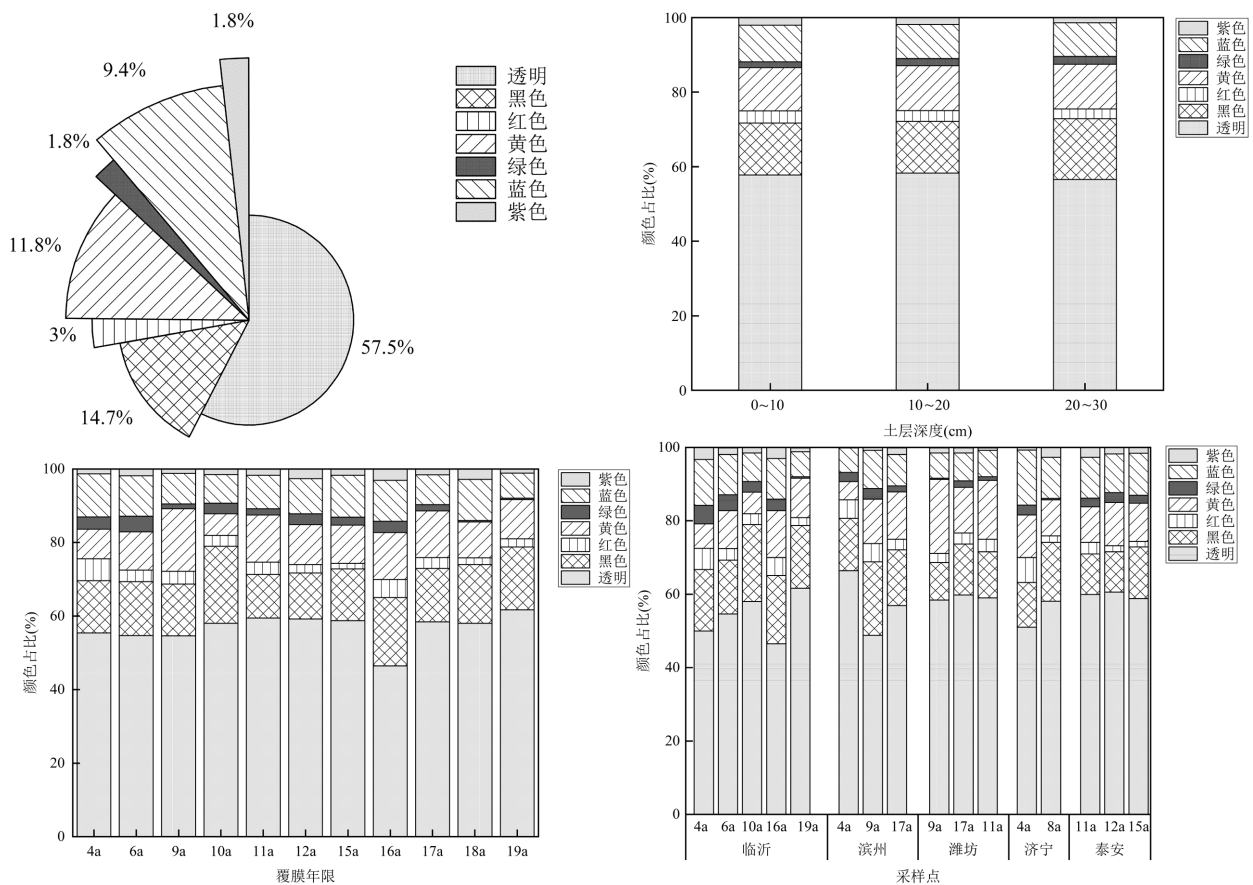 1.8%
9.4%
1.8%
11.8%
3%
14.7%
57.5%
透明
黑色
红色
黄色
绿色
蓝色
紫色
100
80
60
40
20
0
颜色占比(%)
0~10 10~20 20~30
土层深度(cm)
紫色
蓝色
绿色
黄色
红色
黑色
透明
100
80
60
40
20
0
颜色占比(%)
4a 6a 9a 10a 11a 12a 15a 16a 17a 18a 19a
覆膜年限
紫色
蓝色
绿色
黄色
红色
黑色
透明
100
80
60
40
20
0
颜色占比(%)
4a 6a 10a 16a 19a 4a 9a 17a 9a 17a 11a 4a 8a 11a 12a 15a
临沂 滨州 潍坊 济宁 泰安
采样点
紫色
蓝色
绿色
黄色
红色
黑色
透明